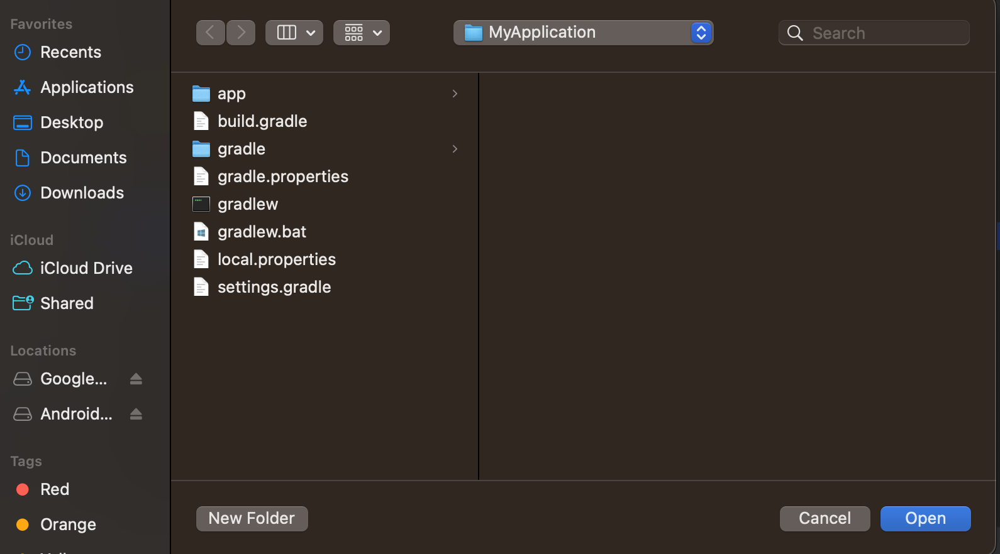 Favorites
Recents
Applications
Desktop
Documents
Downloads
iCloud
iCloud Drive
Shared
Locations
Google...
Android...
Tags
Red
Orange
MyApplication
Search
app
build.gradle
gradle
gradle.properties
gradlew
gradlew.bat
local.properties
settings.gradle
New Folder
Cancel
Open